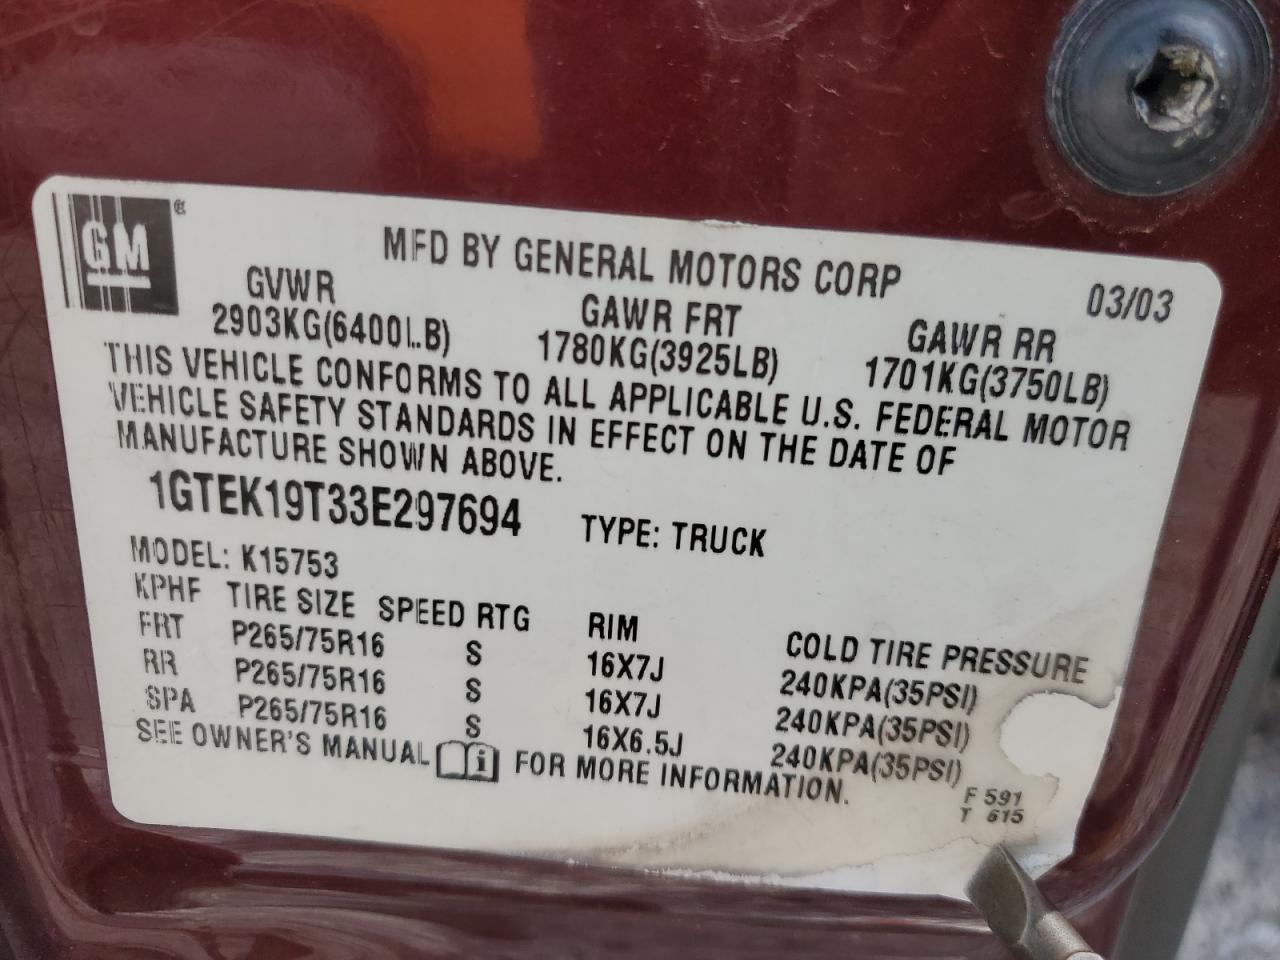 GM ®
MFD BY GENERAL MOTORS CORP 03/03
GVWR GAWR FRT GAWR RR
2903KG(6400LB) 1780KG(3925LB) 1701KG(3750LB)
THIS VEHICLE CONFORMS TO ALL APPLICABLE U.S. FEDERAL MOTOR
VEHICLE SAFETY STANDARDS IN EFFECT ON THE DATE OF
MANUFACTURE SHOWN ABOVE.
1GTEK19T33E297694 TYPE: TRUCK
MODEL: K15753
KPHF TIRE SIZE SPEED RTG RIM COLD TIRE PRESSURE
FRT P265/75R16 S 16X7J 240KPA(35PSI)
RR P265/75R16 S 16X7J 240KPA(35PSI)
SPA P265/75R16 S 16X6.5J 240KPA(35PSI)
SEE OWNER'S MANUAL i FOR MORE INFORMATION.
F 591
T 615